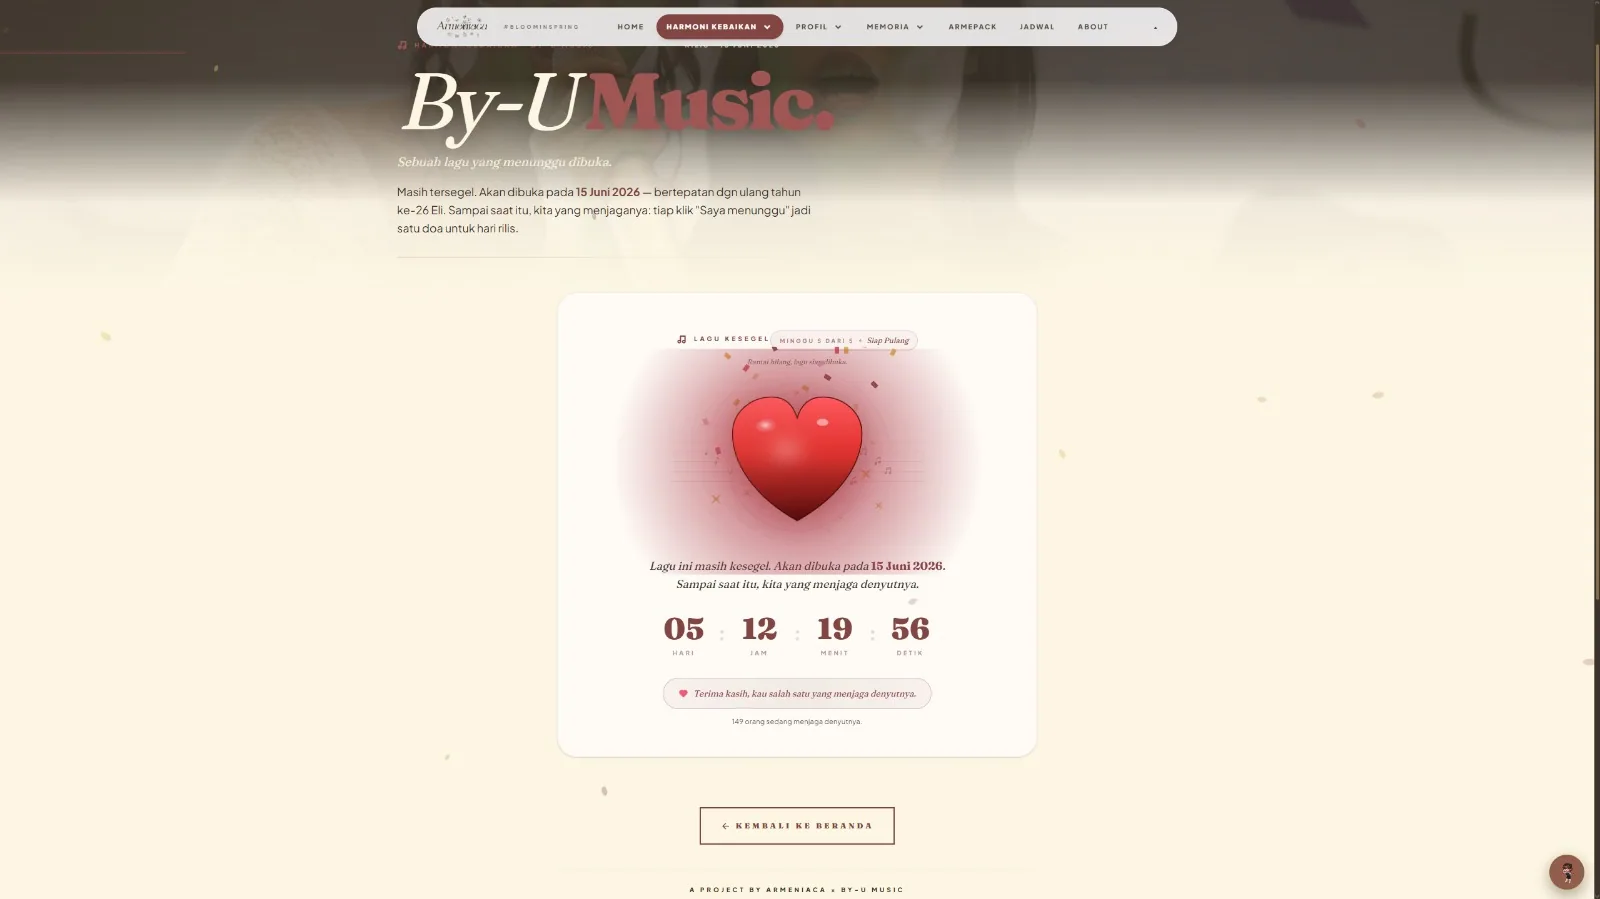 Armeniaca
#BLOOMINSPRING
HOME
HARMONI KEBAIKAN
PROFIL
MEMORIA
ARMEPACK
JADWAL
ABOUT
By-U Music.
Sebuah lagu yang menunggu dibuka.
Masih tersegel. Akan dibuka pada 15 Juni 2026 — bertepatan dgn ulang tahun
ke-26 Eli. Sampai saat itu, kita yang menjaganya: tiap klik "Saya menunggu" jadi
satu doa untuk hari rilis.
LAGU KESEGEL
MINGGU 5 DARI 5 • Siap Pulang
Lagu ini masih kesegel. Akan dibuka pada 15 Juni 2026.
Sampai saat itu, kita yang menjaga denyutnya.
05 : 12 : 19 : 56
HARI JAM MENIT DETIK
Terima kasih, kau salah satu yang menjaga denyutnya.
149 orang sedang menjaga denyutnya.
← KEMBALI KE BERANDA
A PROJECT BY ARMENIACA × BY-U MUSIC